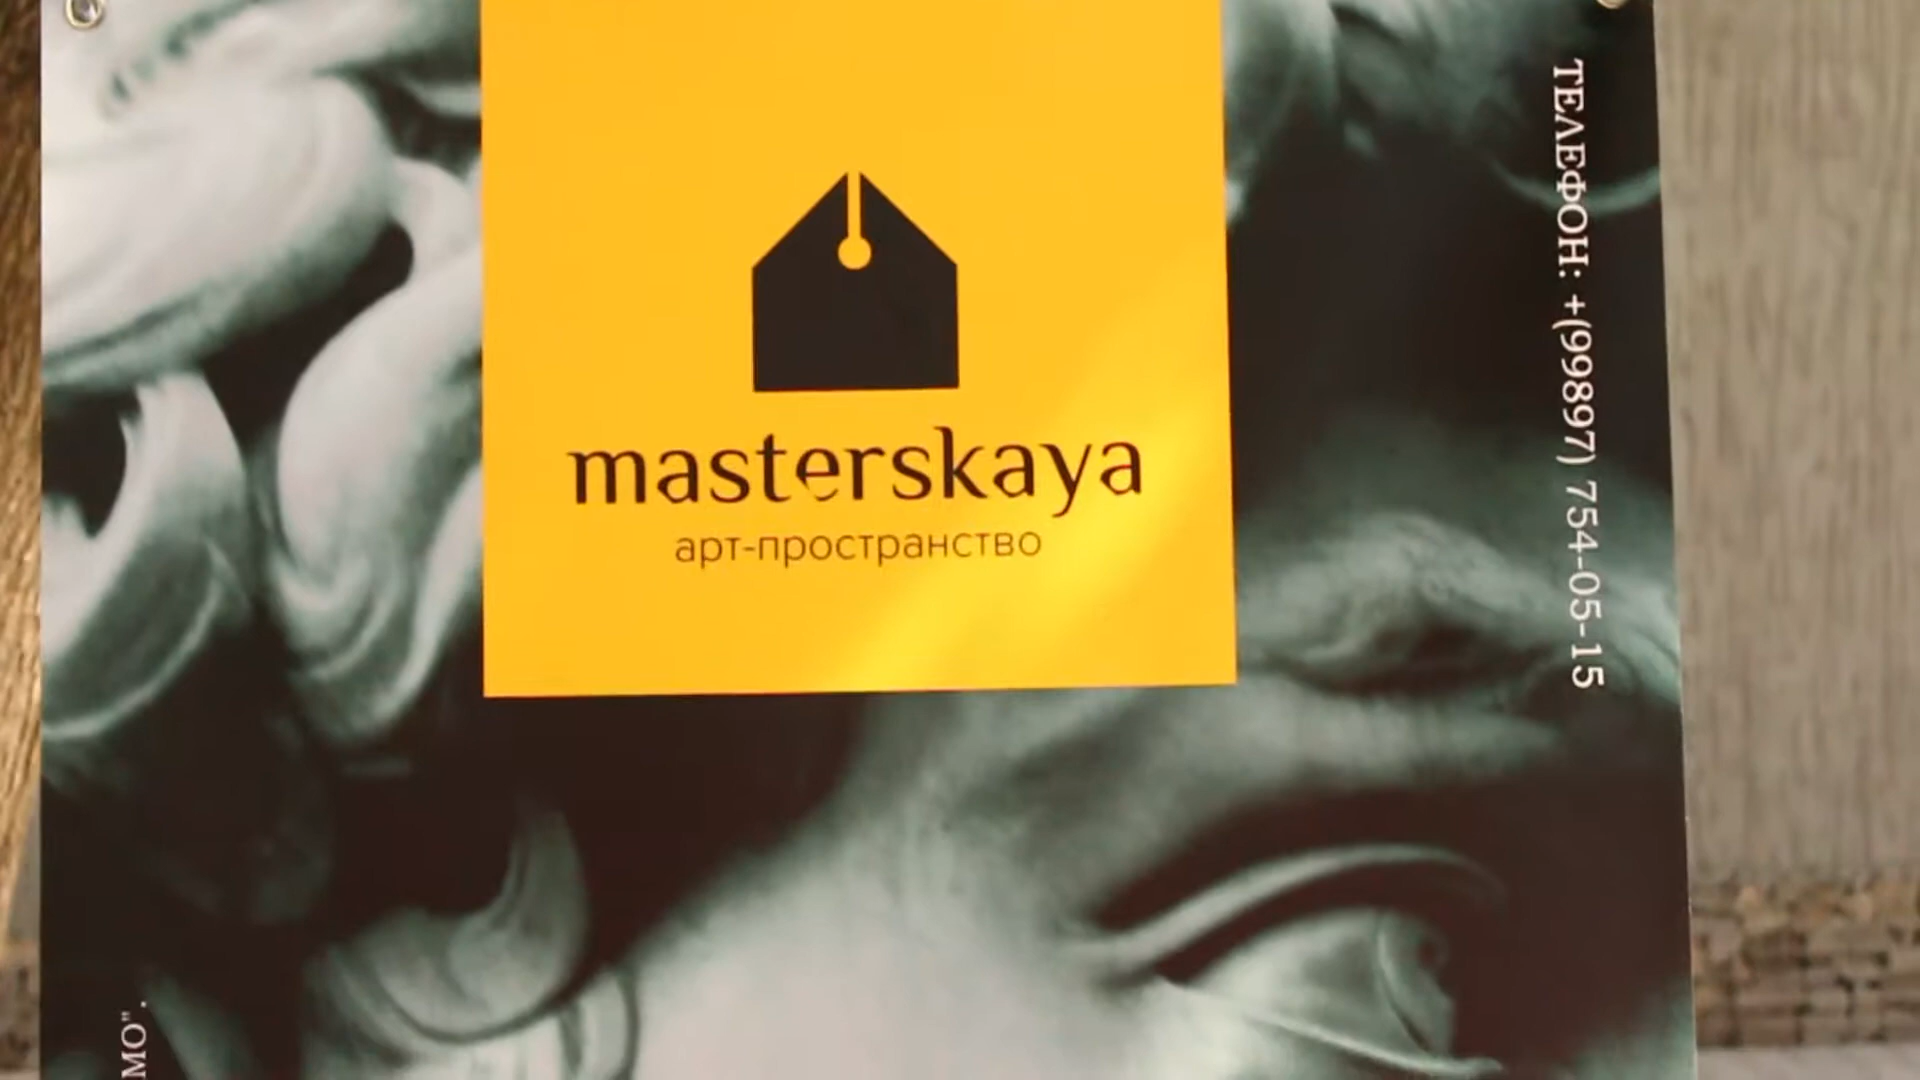 masterskaya
арт-пространство
ТЕЛЕФОН: +(99897) 754-05-15
МО".